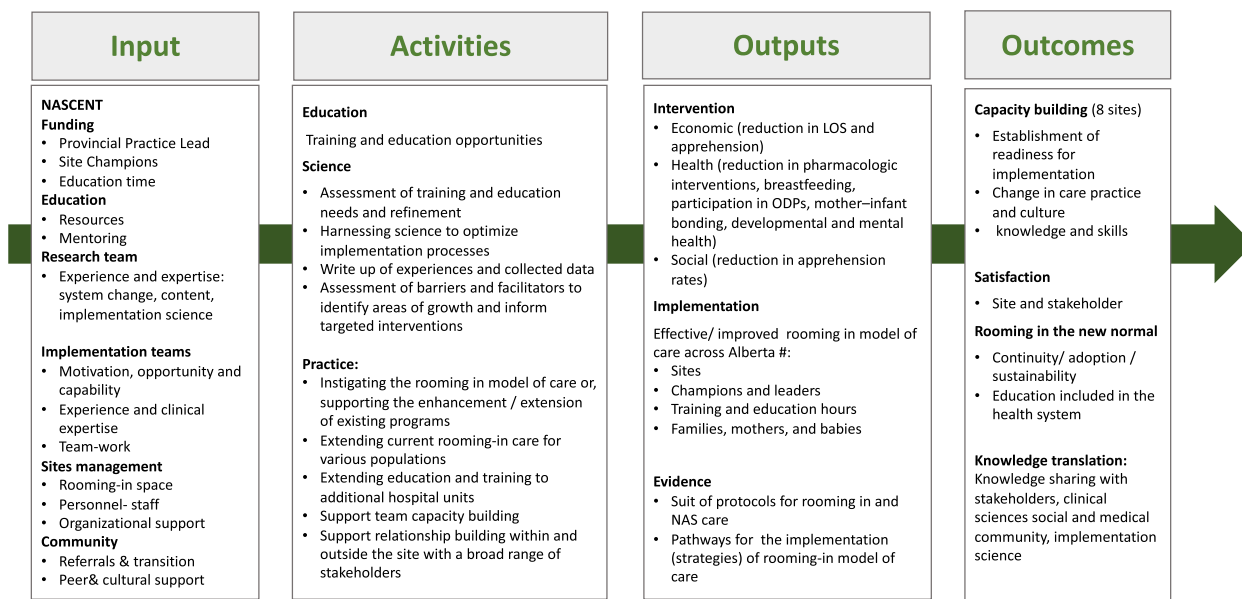 Input
NASCENT
Funding
• Provincial Practice Lead
• Site Champions
• Education time
Education
• Resources
• Mentoring
Research team
• Experience and expertise:
system change, content,
implementation science
Implementation teams
• Motivation, opportunity and
capability
• Experience and clinical
expertise
• Team-work
Sites management
• Rooming-in space
• Personnel- staff
• Organizational support
Community
• Referrals & transition
• Peer& cultural support
Activities
Education
Training and education opportunities
Science
• Assessment of training and education
needs and refinement
• Harnessing science to optimize
implementation processes
• Write up of experiences and collected data
• Assessment of barriers and facilitators to
identify areas of growth and inform
targeted interventions
Practice:
• Instigating the rooming in model of care or,
supporting the enhancement / extension
of existing programs
• Extending current rooming-in care for
various populations
• Extending education and training to
additional hospital units
• Support team capacity building
• Support relationship building within and
outside the site with a broad range of
stakeholders
Outputs
Intervention
• Economic (reduction in LOS and
apprehension)
• Health (reduction in pharmacologic
interventions, breastfeeding,
participation in ODPs, mother–infant
bonding, developmental and mental
health)
• Social (reduction in apprehension
rates)
Implementation
Effective/ improved rooming in model of
care across Alberta #:
• Sites
• Champions and leaders
• Training and education hours
• Families, mothers, and babies
Evidence
• Suit of protocols for rooming in and
NAS care
• Pathways for the implementation
(strategies) of rooming-in model of
care
Outcomes
Capacity building (8 sites)
• Establishment of
readiness for
implementation
• Change in care practice
and culture
• knowledge and skills
Satisfaction
• Site and stakeholder
Rooming in the new normal
• Continuity/ adoption /
sustainability
• Education included in the
health system
Knowledge translation:
Knowledge sharing with
stakeholders, clinical
sciences social and medical
community, implementation
science